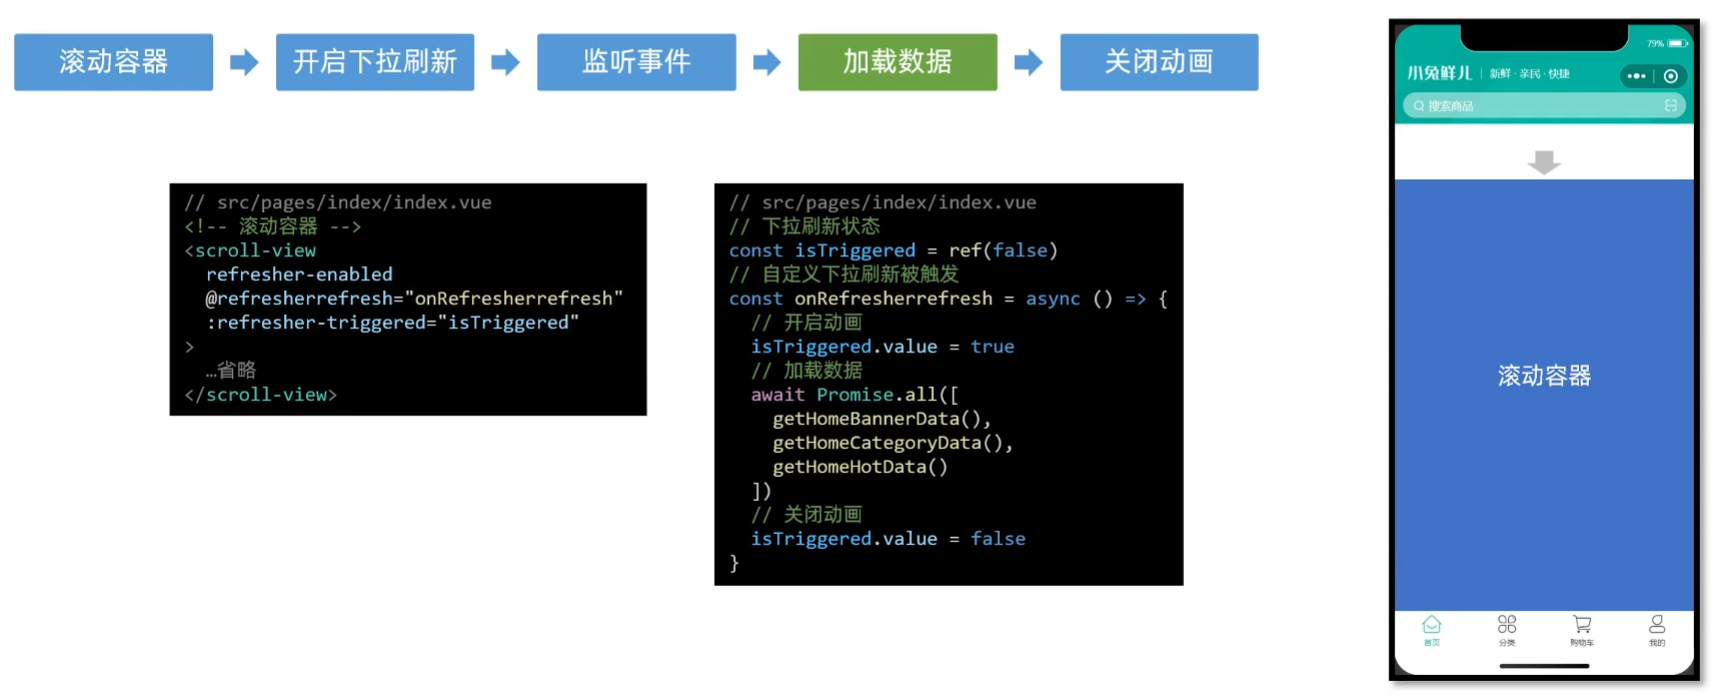 滚动容器
开启下拉刷新
监听事件
加载数据
关闭动画
// src/pages/index/index.vue
<!-- 滚动容器 -->
<scroll-view
  refresher-enabled
  @refresherrefresh="onRefresherrefresh"
  :refresher-triggered="isTriggered"
>
  …省略
</scroll-view>
// src/pages/index/index.vue
// 下拉刷新状态
const isTriggered = ref(false)
// 自定义下拉刷新被触发
const onRefresherrefresh = async () => {
  // 开启动画
  isTriggered.value = true
  // 加载数据
  await Promise.all([
    getHomeBannerData(),
    getHomeCategoryData(),
    getHomeHotData()
  ])
  // 关闭动画
  isTriggered.value = false
}
79%
小兔鲜儿 | 新鲜·亲民·快捷
搜索商品
滚动容器
首页
分类
购物车
我的